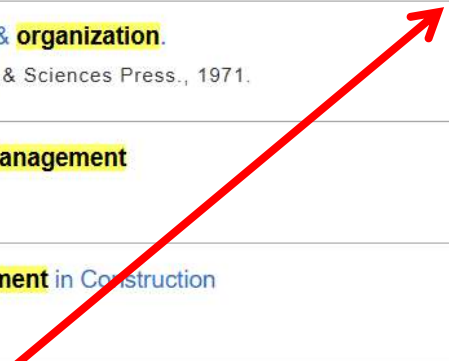 & organization.
& Sciences Press., 1971.
anagement
ment in Construction